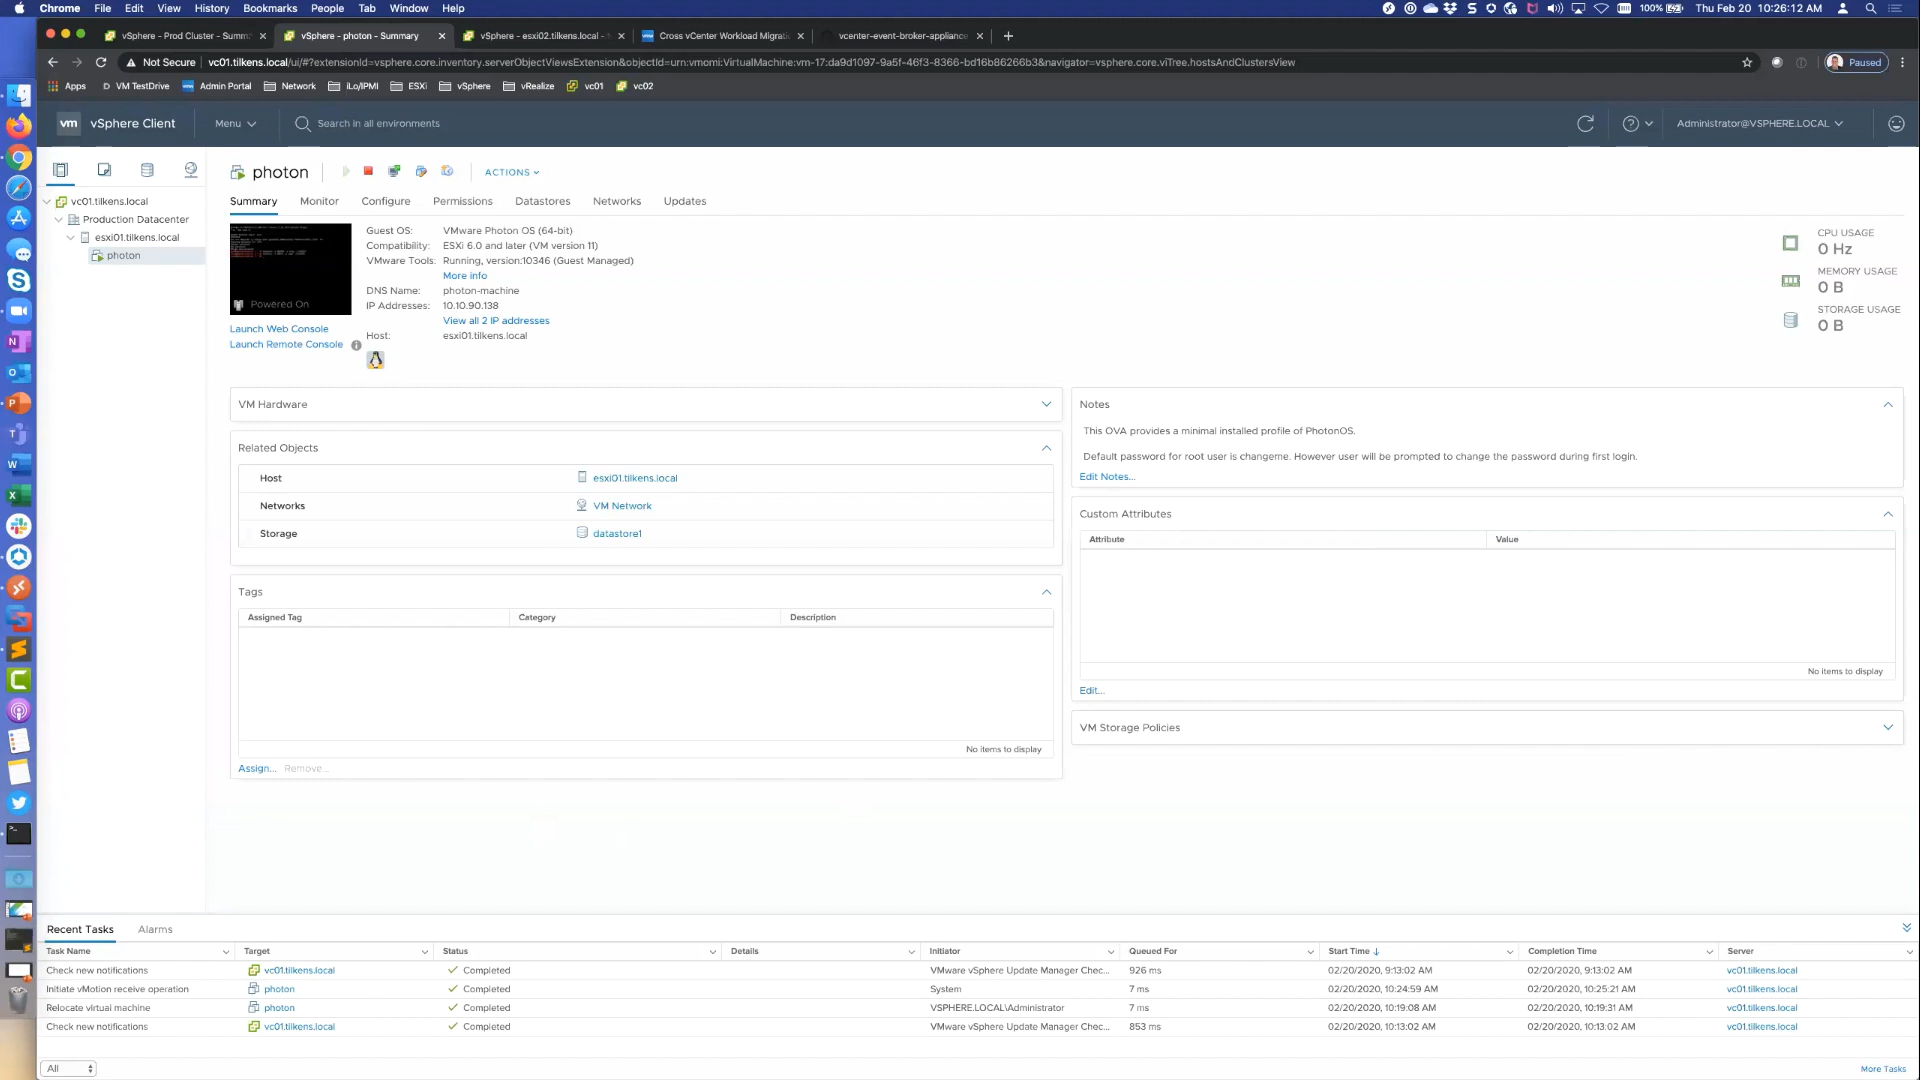 Chrome File Edit View History Bookmarks People Tab Window Help 100% Thu Feb 20 10:26:12 AM
vSphere - Prod Cluster - Summ
vSphere - photon - Summary
vSphere - esxi02.tilkens.local -
Cross vCenter Workload Migrati
vcenter-event-broker-appliance
Not Secure vc01.tilkens.local/ui/#?extensionId=vsphere.core.inventory.serverObjectViewsExtension&objectId=urn:vmomi:VirtualMachine:vm-17:da9d1097-9a5f-46f3-8366-bd16b86266b3&navigator=vsphere.core.viTree.hostsAndClustersView Paused
Apps VM TestDrive Admin Portal Network iLo/IPMI ESXi vSphere vRealize vc01 vc02
vm vSphere Client Menu Search in all environments Administrator@VSPHERE.LOCAL
vc01.tilkens.local
Production Datacenter
esxi01.tilkens.local
photon
photon ACTIONS
Summary Monitor Configure Permissions Datastores Networks Updates
Powered On
Launch Web Console
Launch Remote Console
Guest OS: VMware Photon OS (64-bit)
Compatibility: ESXi 6.0 and later (VM version 11)
VMware Tools: Running, version:10346 (Guest Managed)
More info
DNS Name: photon-machine
IP Addresses: 10.10.90.138
View all 2 IP addresses
Host: esxi01.tilkens.local
CPU USAGE
0 Hz
MEMORY USAGE
0 B
STORAGE USAGE
0 B
VM Hardware
Related Objects
Host esxi01.tilkens.local
Networks VM Network
Storage datastore1
Tags
Assigned Tag Category Description
No items to display
Assign... Remove...
Notes
This OVA provides a minimal installed profile of PhotonOS.
Default password for root user is changeme. However user will be prompted to change the password during first login.
Edit Notes...
Custom Attributes
Attribute Value
No items to display
Edit...
VM Storage Policies
Recent Tasks Alarms
Task Name Target Status Details Initiator Queued For Start Time ↓ Completion Time Server
Check new notifications vc01.tilkens.local Completed VMware vSphere Update Manager Chec... 926 ms 02/20/2020, 9:13:02 AM 02/20/2020, 9:13:02 AM vc01.tilkens.local
Initiate vMotion receive operation photon Completed System 7 ms 02/20/2020, 10:24:59 AM 02/20/2020, 10:25:21 AM vc01.tilkens.local
Relocate virtual machine photon Completed VSPHERE.LOCAL\Administrator 7 ms 02/20/2020, 10:19:08 AM 02/20/2020, 10:19:31 AM vc01.tilkens.local
Check new notifications vc01.tilkens.local Completed VMware vSphere Update Manager Chec... 853 ms 02/20/2020, 10:13:02 AM 02/20/2020, 10:13:02 AM vc01.tilkens.local
All More Tasks